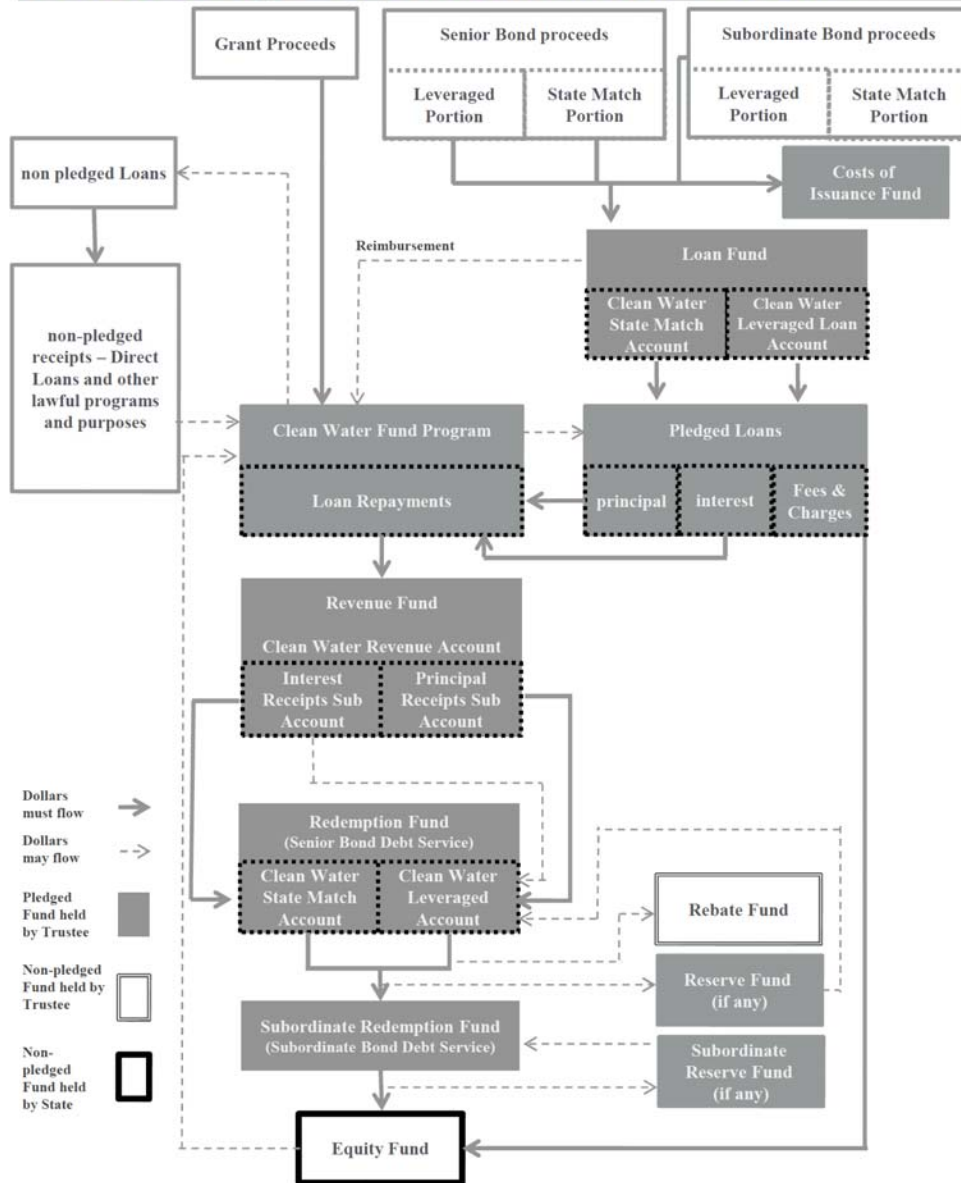 Grant Proceeds
Senior Bond proceeds
Leveraged
Portion
State Match
Portion
Subordinate Bond proceeds
Leveraged
Portion
State Match
Portion
non pledged Loans
Costs of
Issuance Fund
Reimbursement
Loan Fund
Clean Water
State Match
Account
Clean Water
Leveraged Loan
Account
non-pledged
receipts – Direct
Loans and other
lawful programs
and purposes
Clean Water Fund Program
Loan Repayments
Pledged Loans
principal
interest
Fees &
Charges
Revenue Fund
Clean Water Revenue Account
Interest
Receipts Sub
Account
Principal
Receipts Sub
Account
Redemption Fund
(Senior Bond Debt Service)
Clean Water
State Match
Account
Clean Water
Leveraged
Account
Rebate Fund
Reserve Fund
(if any)
Subordinate Redemption Fund
(Subordinate Bond Debt Service)
Subordinate
Reserve Fund
(if any)
Equity Fund
Dollars
must flow
Dollars
may flow
Pledged
Fund held
by Trustee
Non-pledged
Fund held by
Trustee
Non-
pledged
Fund held
by State